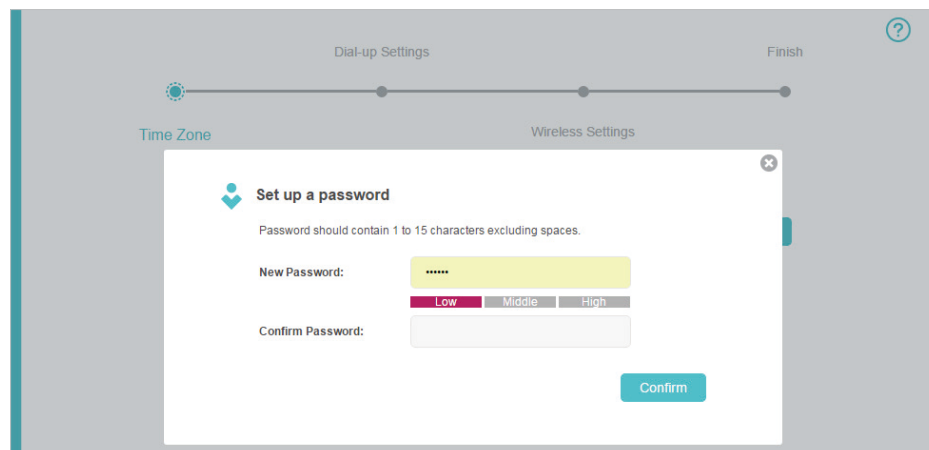 ?
Dial-up Settings Finish
Time Zone Wireless Settings
Set up a password
Password should contain 1 to 15 characters excluding spaces.
New Password: ••••••
Low Middle High
Confirm Password:
Confirm